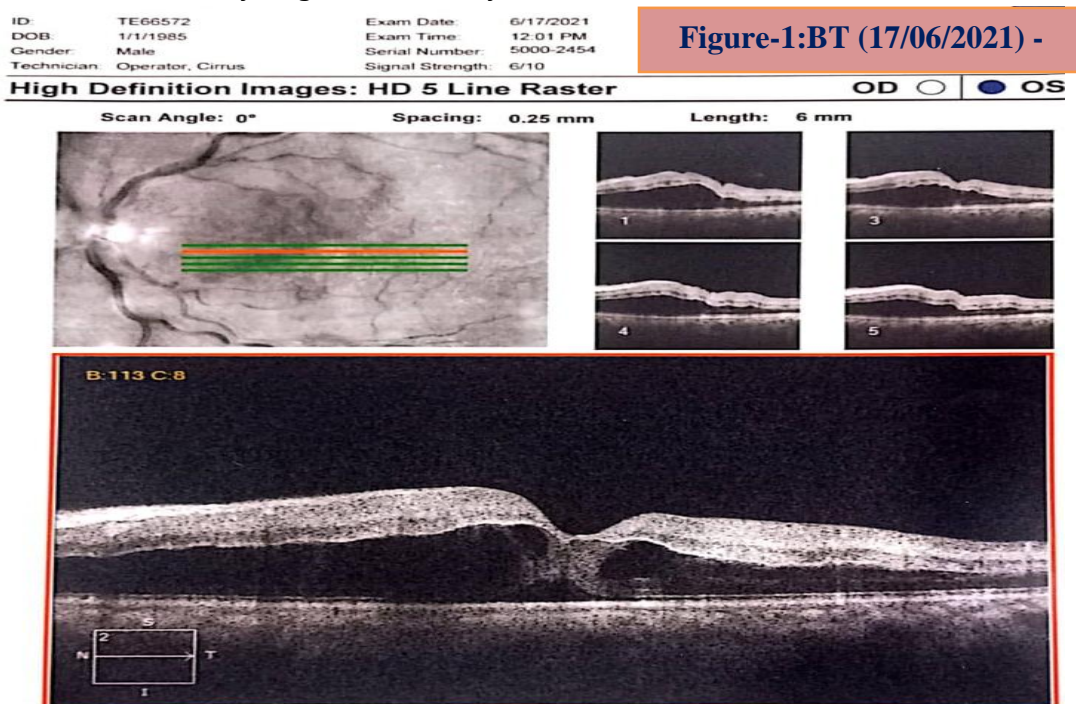 ID: TE66572 Exam Date: 6/17/2021
DOB: 1/1/1985 Exam Time: 12:01 PM
Gender: Male Serial Number: 5000-2454
Technician: Operator, Cirrus Signal Strength: 6/10
Figure-1:BT (17/06/2021) -
High Definition Images: HD 5 Line Raster OD OS
Scan Angle: 0° Spacing: 0.25 mm Length: 6 mm
1 3
4 5
B:113 C:8
S
2
N T
I